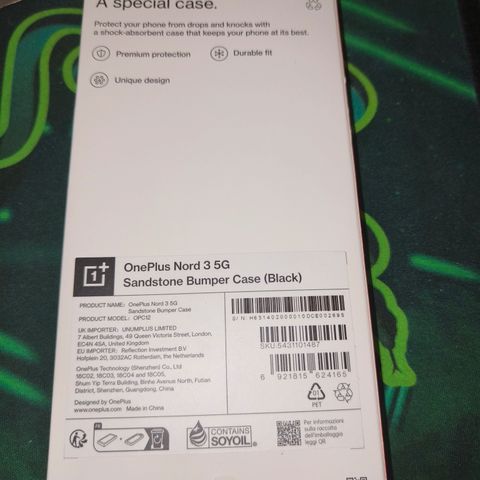 A special case.
Protect your phone from drops and knocks with
a shock-absorbent case that keeps your phone at its best.
Premium protection
Durable fit
Unique design
OnePlus Nord 3 5G
Sandstone Bumper Case (Black)
PRODUCT NAME: OnePlus Nord 3 5G
Sandstone Bumper Case
PRODUCT MODEL: OPC12
UK IMPORTER: UNUMPLUS LIMITED
7 Albert Buildings, 49 Queen Victoria Street, London,
EC4N 4SA, United Kingdom
EU IMPORTER: Reflection Investment B.V.
Hofplein 20, 3032AC Rotterdam, the Netherlands
OnePlus Technology (Shenzhen) Co., Ltd
18C02, 18C03, 18C04 and 18C05,
Shum Yip Terra Building, Binhe Avenue North, Futian
District, Shenzhen, Guangdong, China
Designed by OnePlus
www.oneplus.com Made in China
S/N H631402000010DCE002695
SKU:5431101467
6 921815 624165
01
PET
FR
CONTAINS
SOYOIL
Per informazioni
sulla raccolta
dell'imballaggio
leggi QR